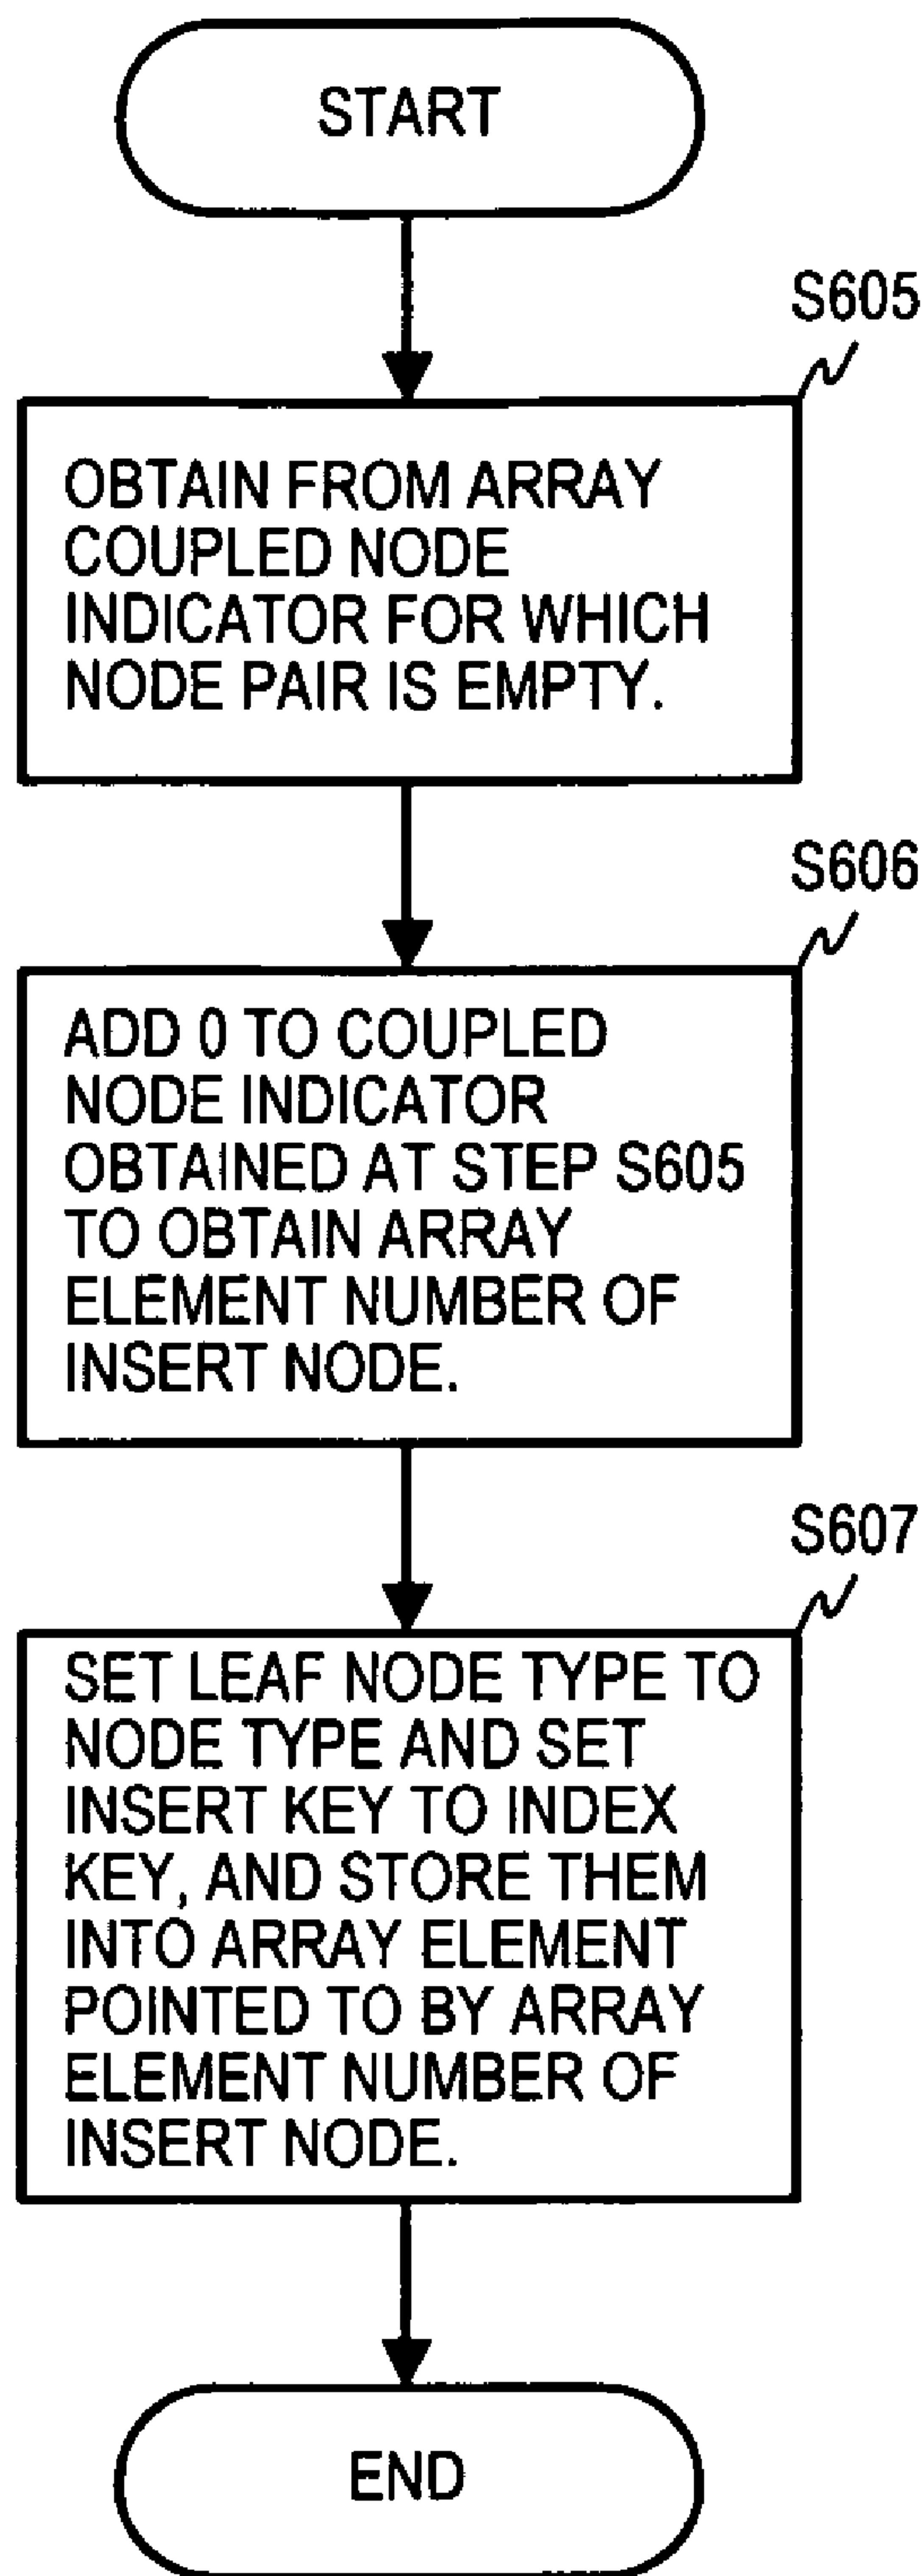 START
S605
OBTAIN FROM ARRAY
COUPLED NODE
INDICATOR FOR WHICH
NODE PAIR IS EMPTY.
S606
ADD 0 TO COUPLED
NODE INDICATOR
OBTAINED AT STEP S605
TO OBTAIN ARRAY
ELEMENT NUMBER OF
INSERT NODE.
S607
SET LEAF NODE TYPE TO
NODE TYPE AND SET
INSERT KEY TO INDEX
KEY, AND STORE THEM
INTO ARRAY ELEMENT
POINTED TO BY ARRAY
ELEMENT NUMBER OF
INSERT NODE.
END